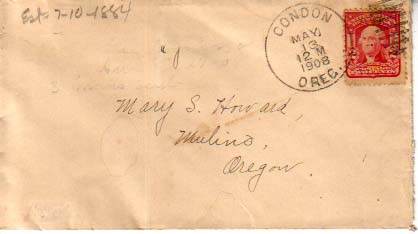 Est. 7-10-1884
CONDON
MAY
13
12 M
1908
OREG.
Mary S. Howard,
Mulino,
Oregon.